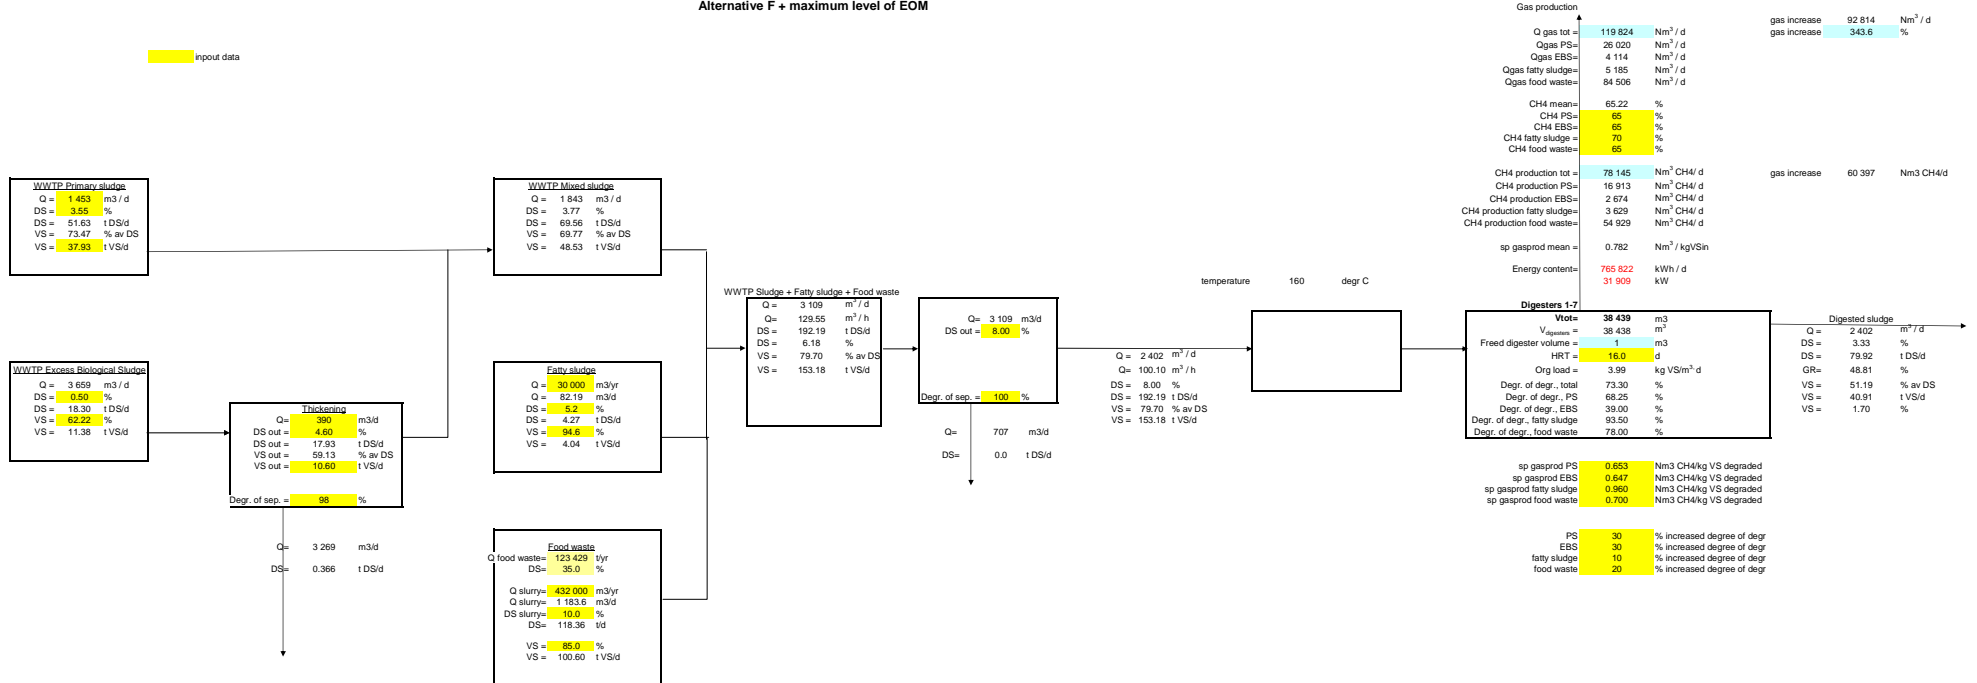 Alternative F + maximum level of EOM
inpout data
WWTP Primary sludge
Q = 1 453 m3 / d
DS = 3.55 %
DS = 51.63 t DS/d
VS = 73.47 % av DS
VS = 37.93 t VS/d
WWTP Excess Biological Sludge
Q = 3 659 m3 / d
DS = 0.50 %
DS = 18.30 t DS/d
VS = 62.22 %
VS = 11.38 t VS/d
Thickening
Q= 390 m3/d
DS out = 4.60 %
DS out = 17.93 t DS/d
VS out = 59.13 % av DS
VS out = 10.60 t VS/d
Degr. of sep. = 98 %
Q= 3 269 m3/d
DS= 0.366 t DS/d
WWTP Mixed sludge
Q = 1 843 m3 / d
DS = 3.77 %
DS = 69.56 t DS/d
VS = 69.77 % av DS
VS = 48.53 t VS/d
Fatty sludge
Q = 30 000 m3/yr
Q = 82.19 m3/d
DS = 5.2 %
DS = 4.27 t DS/d
VS = 94.6 %
VS = 4.04 t VS/d
Food waste
Q food waste= 123 429 t/yr
DS= 35.0 %
Q slurry= 432 000 m3/yr
Q slurry= 1 183.6 m3/d
DS slurry= 10.0 %
DS= 118.36 t/d
VS = 85.0 %
VS = 100.60 t VS/d
WWTP Sludge + Fatty sludge + Food waste
Q = 3 109 m³ / d
Q= 129.55 m³ / h
DS = 192.19 t DS/d
DS = 6.18 %
VS = 79.70 % av DS
VS = 153.18 t VS/d
Q= 3 109 m3/d
DS out = 8.00 %
Degr. of sep. = 100 %
Q= 707 m3/d
DS= 0.0 t DS/d
Q = 2 402 m³ / d
Q= 100.10 m³ / h
DS = 8.00 %
DS = 192.19 t DS/d
VS = 79.70 % av DS
VS = 153.18 t VS/d
temperature 160 degr C
Gas production
Q gas tot = 119 824 Nm³ / d
Qgas PS= 26 020 Nm³ / d
Qgas EBS= 4 114 Nm³ / d
Qgas fatty sludge= 5 185 Nm³ / d
Qgas food waste= 84 506 Nm³ / d
CH4 mean= 65.22 %
CH4 PS= 65 %
CH4 EBS= 65 %
CH4 fatty sludge = 70 %
CH4 food waste= 65 %
CH4 production tot = 78 145 Nm³ CH4/ d
CH4 production PS= 16 913 Nm³ CH4/ d
CH4 production EBS= 2 674 Nm³ CH4/ d
CH4 production fatty sludge= 3 629 Nm³ CH4/ d
CH4 production food waste= 54 929 Nm³ CH4/ d
sp gasprod mean = 0.782 Nm³ / kgVSin
Energy content= 765 822 kWh / d
31 909 kW
gas increase 92 814 Nm³ / d
gas increase 343.6 %
gas increase 60 397 Nm3 CH4/d
Digesters 1-7
Vtot= 38 439 m3
Vdigesters = 38 438 m³
Freed digester volume = 1 m3
HRT = 16.0 d
Org load = 3.99 kg VS/m³· d
Degr. of degr., total 73.30 %
Degr. of degr., PS 68.25 %
Degr. of degr., EBS 39.00 %
Degr. of degr., fatty sludge 93.50 %
Degr. of degr., food waste 78.00 %
Digested sludge
Q = 2 402 m³ / d
DS = 3.33 %
DS = 79.92 t DS/d
GR= 48.81 %
VS = 51.19 % av DS
VS = 40.91 t VS/d
VS = 1.70 %
sp gasprod PS 0.653 Nm3 CH4/kg VS degraded
sp gasprod EBS 0.647 Nm3 CH4/kg VS degraded
sp gasprod fatty sludge 0.960 Nm3 CH4/kg VS degraded
sp gasprod food waste 0.700 Nm3 CH4/kg VS degraded
PS 30 % increased degree of degr
EBS 30 % increased degree of degr
fatty sludge 10 % increased degree of degr
food waste 20 % increased degree of degr